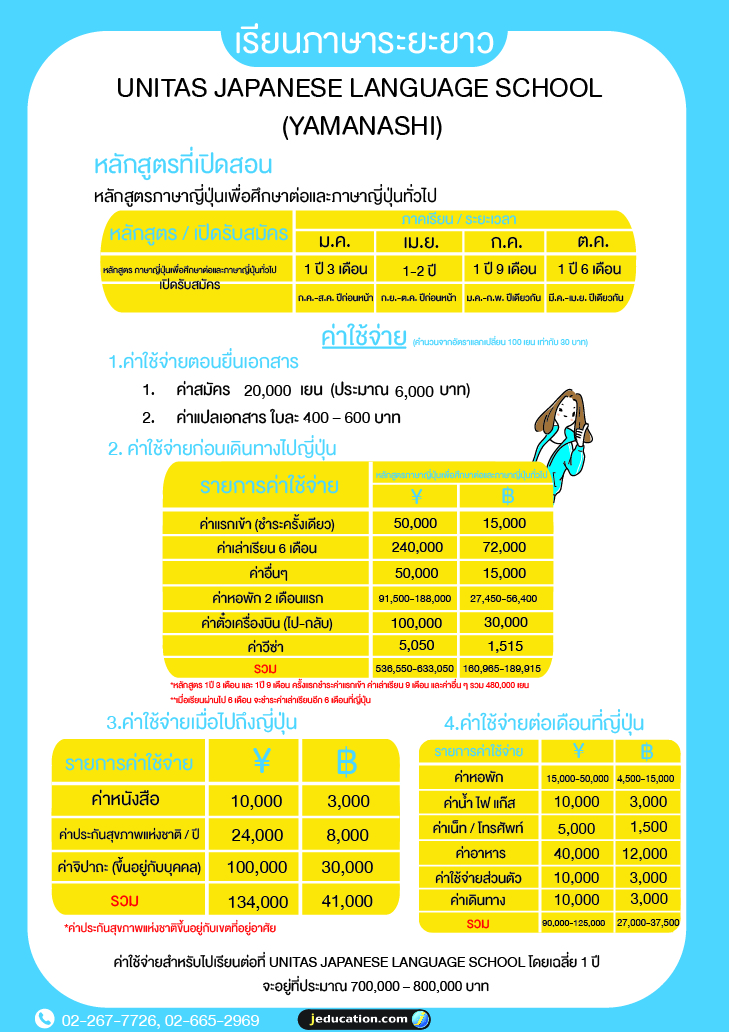 เรียนภาษาระยะยาว
UNITAS JAPANESE LANGUAGE SCHOOL
(YAMANASHI)
หลักสูตรที่เปิดสอน
หลักสูตรภาษาญี่ปุ่นเพื่อศึกษาต่อและภาษาญี่ปุ่นทั่วไป
หลักสูตร / เปิดรับสมัคร ภาคเรียน / ระยะเวลา
ม.ค. เม.ย. ก.ค. ต.ค.
หลักสูตร ภาษาญี่ปุ่นเพื่อศึกษาต่อและภาษาญี่ปุ่นทั่วไป 1 ปี 3 เดือน 1-2 ปี 1 ปี 9 เดือน 1 ปี 6 เดือน
เปิดรับสมัคร ก.ค.-ส.ค. ปีก่อนหน้า ก.ย.-ต.ค. ปีก่อนหน้า ม.ค.-ก.พ. ปีเดียวกัน มี.ค.-เม.ย. ปีเดียวกัน
ค่าใช้จ่าย (คำนวนจากอัตราแลกเปลี่ยน 100 เยน เท่ากับ 30 บาท)
1.ค่าใช้จ่ายตอนยื่นเอกสาร
1. ค่าสมัคร 20,000 เยน (ประมาณ 6,000 บาท)
2. ค่าแปลเอกสาร ใบละ 400 – 600 บาท
2. ค่าใช้จ่ายก่อนเดินทางไปญี่ปุ่น
รายการค่าใช้จ่าย หลักสูตรภาษาญี่ปุ่นเพื่อศึกษาต่อและภาษาญี่ปุ่นทั่วไป
¥ ฿
ค่าแรกเข้า (ชำระครั้งเดียว) 50,000 15,000
ค่าเล่าเรียน 6 เดือน 240,000 72,000
ค่าอื่นๆ 50,000 15,000
ค่าหอพัก 2 เดือนแรก 91,500-188,000 27,450-56,400
ค่าตั๋วเครื่องบิน (ไป-กลับ) 100,000 30,000
ค่าวีซ่า 5,050 1,515
รวม 536,550-633,050 160,965-189,915
*หลักสูตร 1ปี 3 เดือน และ 1ปี 9 เดือน ครั้งแรกชำระค่าแรกเข้า ค่าเล่าเรียน 9 เดือน และค่าอื่น ๆ รวม 480,000 เยน
**เมื่อเรียนผ่านไป 6 เดือน จะชำระค่าเล่าเรียนอีก 6 เดือนที่ญี่ปุ่น
3.ค่าใช้จ่ายเมื่อไปถึงญี่ปุ่น
รายการค่าใช้จ่าย ¥ ฿
ค่าหนังสือ 10,000 3,000
ค่าประกันสุขภาพแห่งชาติ / ปี 24,000 8,000
ค่าจิปาถะ (ขึ้นอยู่กับบุคคล) 100,000 30,000
รวม 134,000 41,000
*ค่าประกันสุขภาพแห่งชาติขึ้นอยู่กับเขตที่อยู่อาศัย
4.ค่าใช้จ่ายต่อเดือนที่ญี่ปุ่น
รายการค่าใช้จ่าย ¥ ฿
ค่าหอพัก 15,000-50,000 4,500-15,000
ค่าน้ำ ไฟ แก๊ส 10,000 3,000
ค่าเน็ท / โทรศัพท์ 5,000 1,500
ค่าอาหาร 40,000 12,000
ค่าใช้จ่ายส่วนตัว 10,000 3,000
ค่าเดินทาง 10,000 3,000
รวม 90,000-125,000 27,000-37,500
ค่าใช้จ่ายสำหรับไปเรียนต่อที่ UNITAS JAPANESE LANGUAGE SCHOOL โดยเฉลี่ย 1 ปี
จะอยู่ที่ประมาณ 700,000 – 800,000 บาท
02-267-7726, 02-665-2969 jeducation.com